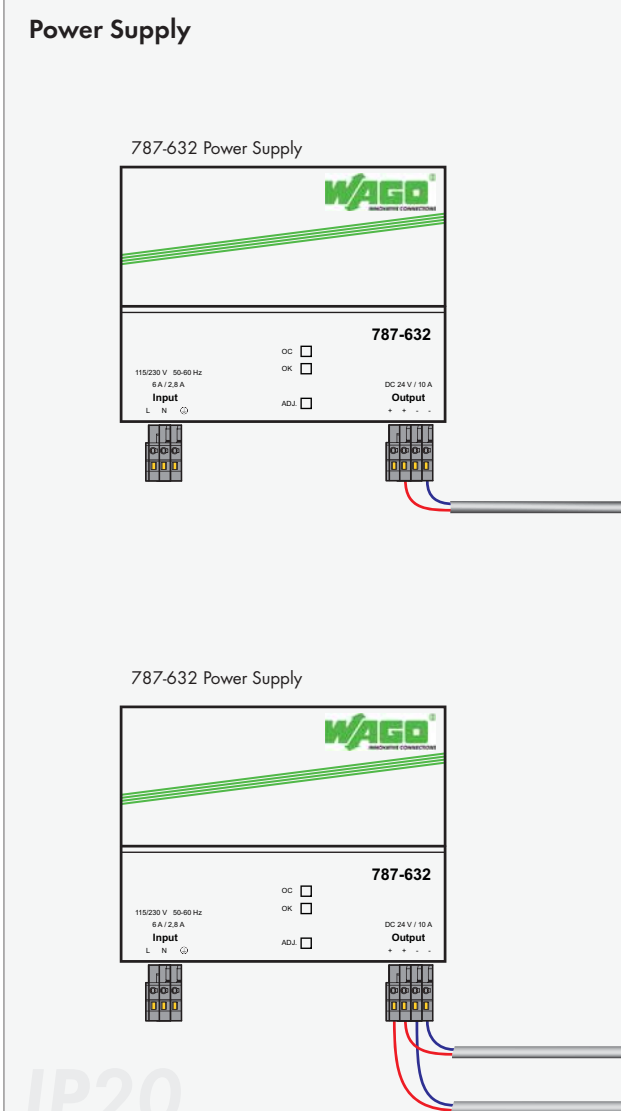 Power Supply
787-632 Power Supply
WAGO®
INNOVATIVE CONNECTIONS
787-632
OC
OK
115/230 V 50-60 Hz
6 A / 2,8 A
DC 24 V / 10 A
Input
ADJ.
Output
L N
+ + - -
787-632 Power Supply
WAGO®
INNOVATIVE CONNECTIONS
787-632
OC
OK
115/230 V 50-60 Hz
6 A / 2,8 A
DC 24 V / 10 A
Input
ADJ.
Output
L N
+ + - -
IP20